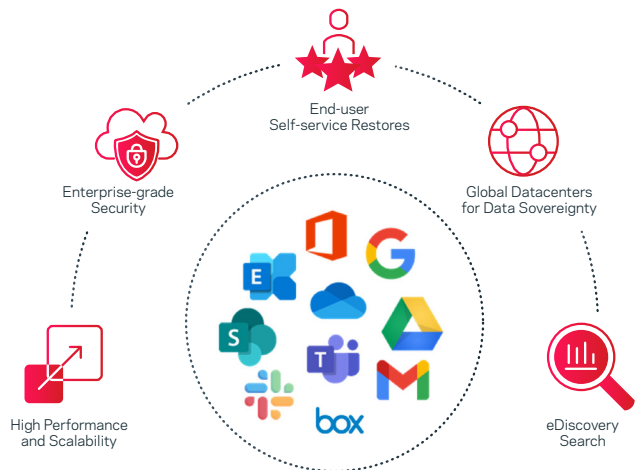 End-user
Self-service Restores
Enterprise-grade
Security
Global Datacenters
for Data Sovereignty
E
S
T
box
High Performance
and Scalability
eDiscovery
Search